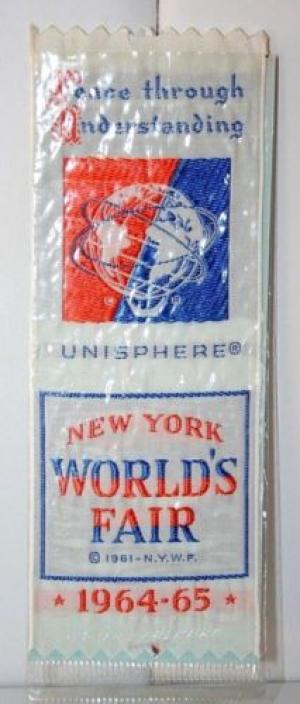 Peace through
Understanding
UNISPHERE®
NEW YORK
WORLD'S
FAIR
© 1961-N.Y.W.F.
* 1964-65 *